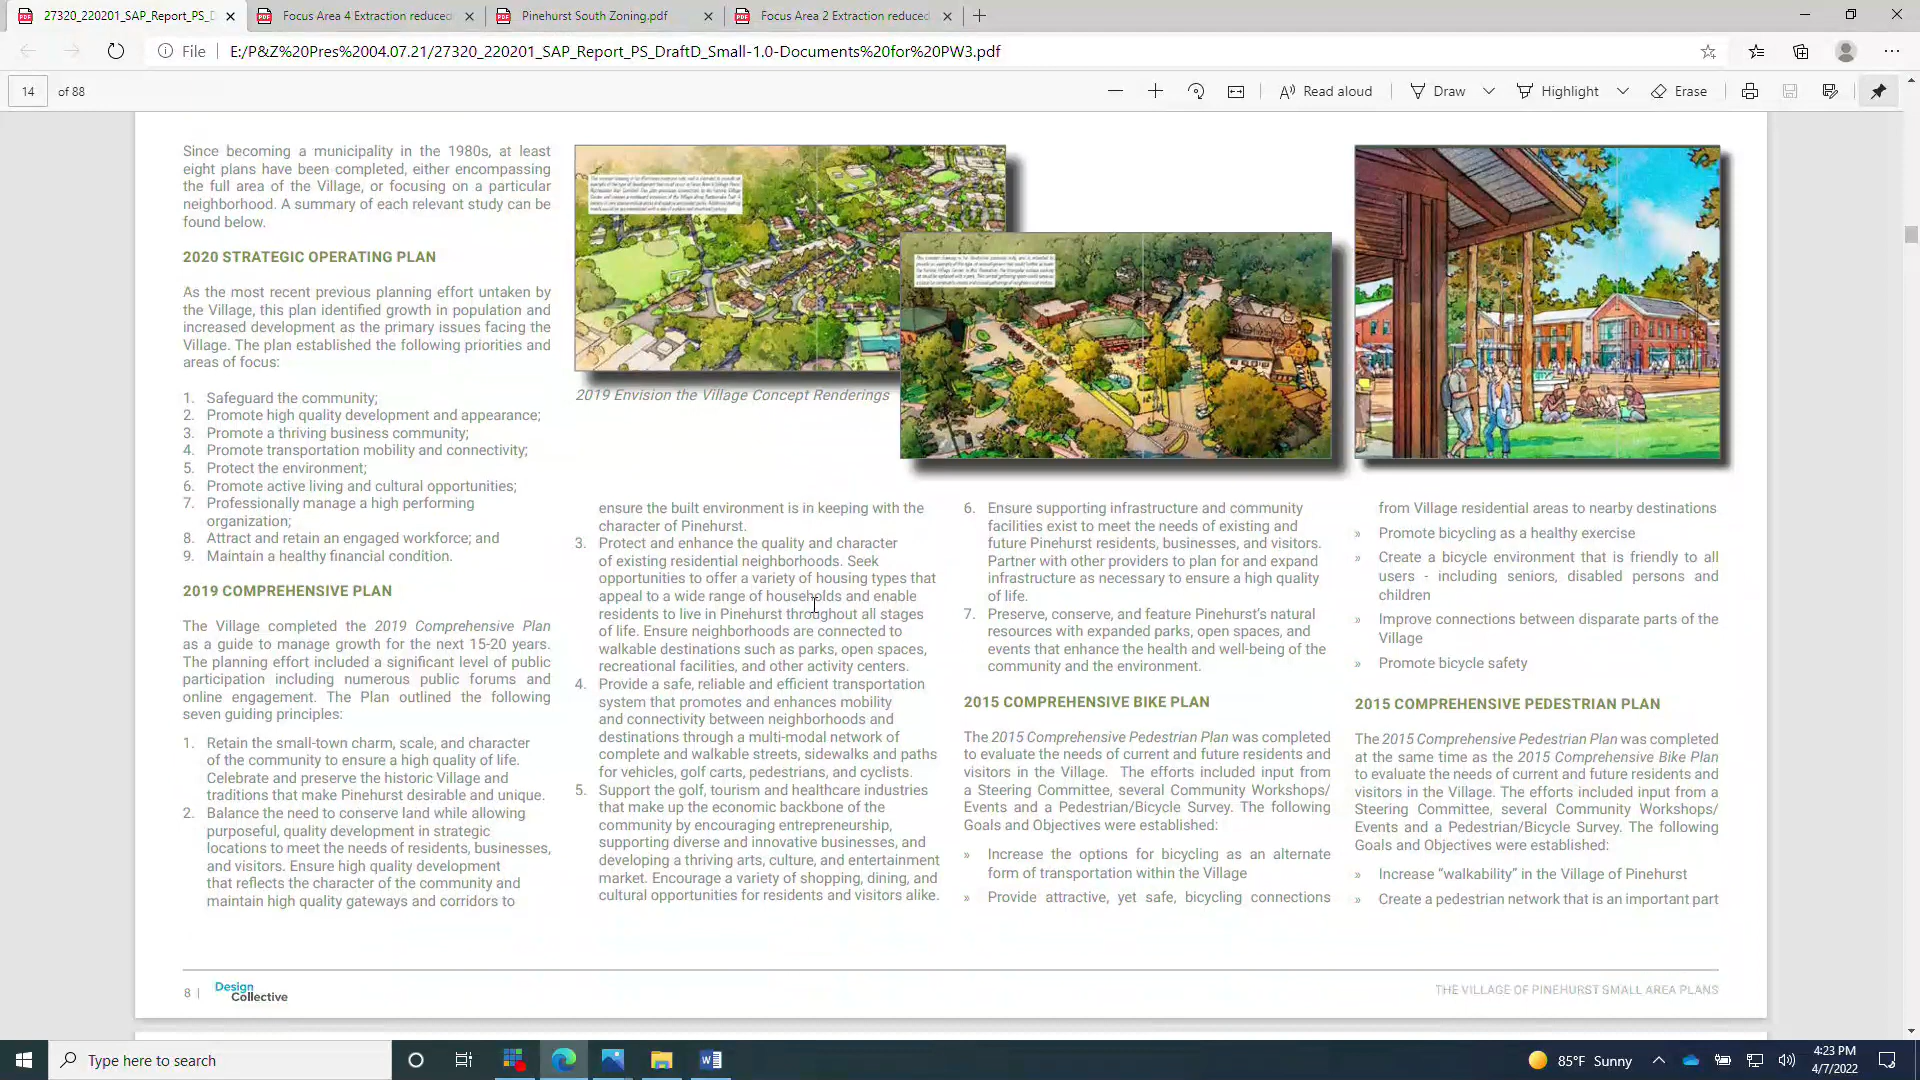 27320_220201_SAP_Report_PS_D
Focus Area 4 Extraction reduced
Pinehurst South Zoning.pdf
Focus Area 2 Extraction reduced
File
E:/P&Z%20Pres%2004.07.21/27320_220201_SAP_Report_PS_DraftD_Small-1.0-Documents%20for%20PW3.pdf
14 of 88
Read aloud
Draw
Highlight
Erase
Since becoming a municipality in the 1980s, at least
eight plans have been completed, either encompassing
the full area of the Village, or focusing on a particular
neighborhood. A summary of each relevant study can be
found below.
2020 STRATEGIC OPERATING PLAN
As the most recent previous planning effort untaken by
the Village, this plan identified growth in population and
increased development as the primary issues facing the
Village. The plan established the following priorities and
areas of focus:
1. Safeguard the community;
2. Promote high quality development and appearance;
3. Promote a thriving business community;
4. Promote transportation mobility and connectivity;
5. Protect the environment;
6. Promote active living and cultural opportunities;
7. Professionally manage a high performing
organization;
8. Attract and retain an engaged workforce; and
9. Maintain a healthy financial condition.
2019 COMPREHENSIVE PLAN
The Village completed the 2019 Comprehensive Plan
as a guide to manage growth for the next 15-20 years.
The planning effort included a significant level of public
participation including numerous public forums and
online engagement. The Plan outlined the following
seven guiding principles:
1. Retain the small-town charm, scale, and character
of the community to ensure a high quality of life.
Celebrate and preserve the historic Village and
traditions that make Pinehurst desirable and unique.
2. Balance the need to conserve land while allowing
purposeful, quality development in strategic
locations to meet the needs of residents, businesses,
and visitors. Ensure high quality development
that reflects the character of the community and
maintain high quality gateways and corridors to
2019 Envision the Village Concept Renderings
ensure the built environment is in keeping with the
character of Pinehurst.
3. Protect and enhance the quality and character
of existing residential neighborhoods. Seek
opportunities to offer a variety of housing types that
appeal to a wide range of households and enable
residents to live in Pinehurst throughout all stages
of life. Ensure neighborhoods are connected to
walkable destinations such as parks, open spaces,
recreational facilities, and other activity centers.
4. Provide a safe, reliable and efficient transportation
system that promotes and enhances mobility
and connectivity between neighborhoods and
destinations through a multi-modal network of
complete and walkable streets, sidewalks and paths
for vehicles, golf carts, pedestrians, and cyclists.
5. Support the golf, tourism and healthcare industries
that make up the economic backbone of the
community by encouraging entrepreneurship,
supporting diverse and innovative businesses, and
developing a thriving arts, culture, and entertainment
market. Encourage a variety of shopping, dining, and
cultural opportunities for residents and visitors alike.
6. Ensure supporting infrastructure and community
facilities exist to meet the needs of existing and
future Pinehurst residents, businesses, and visitors.
Partner with other providers to plan for and expand
infrastructure as necessary to ensure a high quality
of life.
7. Preserve, conserve, and feature Pinehurst's natural
resources with expanded parks, open spaces, and
events that enhance the health and well-being of the
community and the environment.
2015 COMPREHENSIVE BIKE PLAN
The 2015 Comprehensive Pedestrian Plan was completed
to evaluate the needs of current and future residents and
visitors in the Village. The efforts included input from
a Steering Committee, several Community Workshops/
Events and a Pedestrian/Bicycle Survey. The following
Goals and Objectives were established:
» Increase the options for bicycling as an alternate
form of transportation within the Village
» Provide attractive, yet safe, bicycling connections
from Village residential areas to nearby destinations
» Promote bicycling as a healthy exercise
» Create a bicycle environment that is friendly to all
users - including seniors, disabled persons and
children
» Improve connections between disparate parts of the
Village
» Promote bicycle safety
2015 COMPREHENSIVE PEDESTRIAN PLAN
The 2015 Comprehensive Pedestrian Plan was completed
at the same time as the 2015 Comprehensive Bike Plan
to evaluate the needs of current and future residents and
visitors in the Village. The efforts included input from a
Steering Committee, several Community Workshops/
Events and a Pedestrian/Bicycle Survey. The following
Goals and Objectives were established:
» Increase “walkability” in the Village of Pinehurst
» Create a pedestrian network that is an important part
8 |
Design
Collective
THE VILLAGE OF PINEHURST SMALL AREA PLANS
Type here to search
85°F Sunny
4:23 PM
4/7/2022